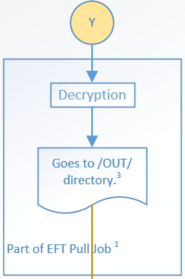 Y
Decryption
Goes to /OUT/
directory.3
Part of EFT Pull Job 1